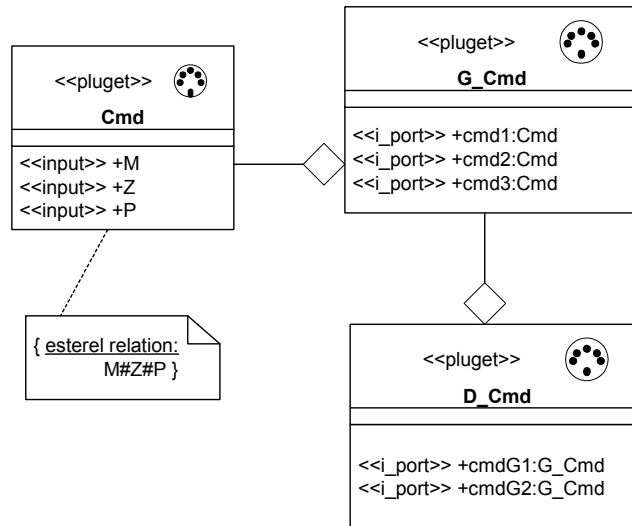 <<pluget>>
Cmd
<<input>> +M
<<input>> +Z
<<input>> +P
{ esterel relation:
M#Z#P }
<<pluget>>
G_Cmd
<<i_port>> +cmd1:Cmd
<<i_port>> +cmd2:Cmd
<<i_port>> +cmd3:Cmd
<<pluget>>
D_Cmd
<<i_port>> +cmdG1:G_Cmd
<<i_port>> +cmdG2:G_Cmd